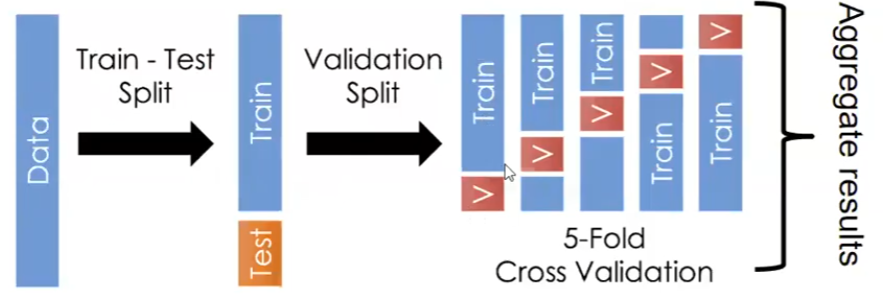 Data
Train - Test
Split
Train
Test
Validation
Split
Train
V
Train
V
Train
V
V
Train
V
Train
5-Fold
Cross Validation
Aggregate results